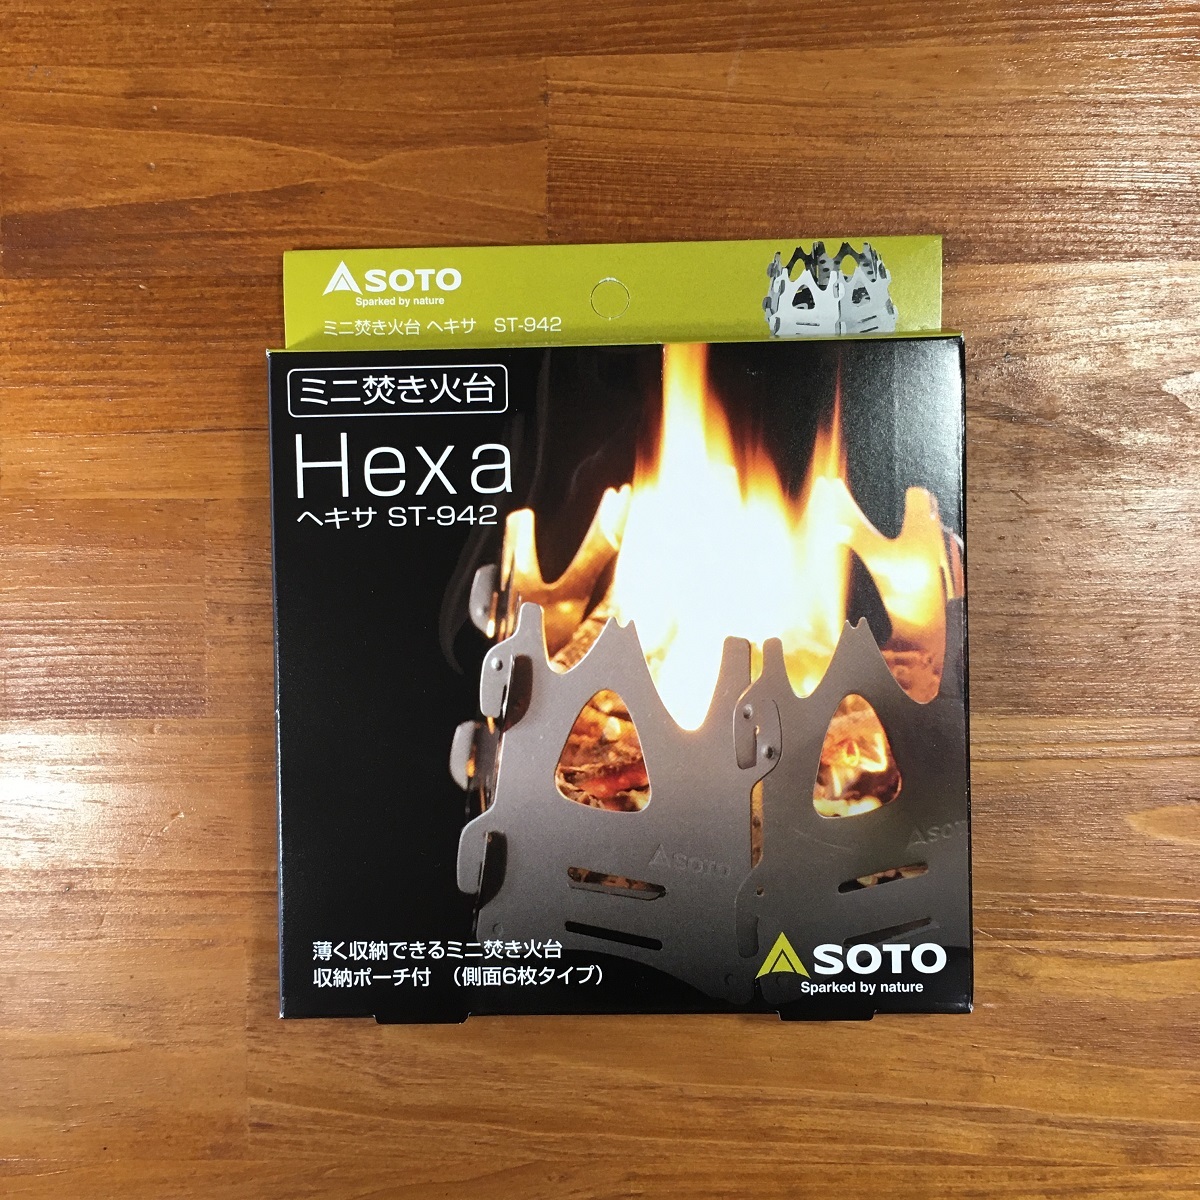 SOTO
Sparked by nature
ミニ焚き火台 ヘキサ ST-942
ミニ焚き火台
Hexa
ヘキサ ST-942
SOTO
SOTO
薄く収納できるミニ焚き火台
収納ポーチ付 （側面6枚タイプ）
SOTO
Sparked by nature